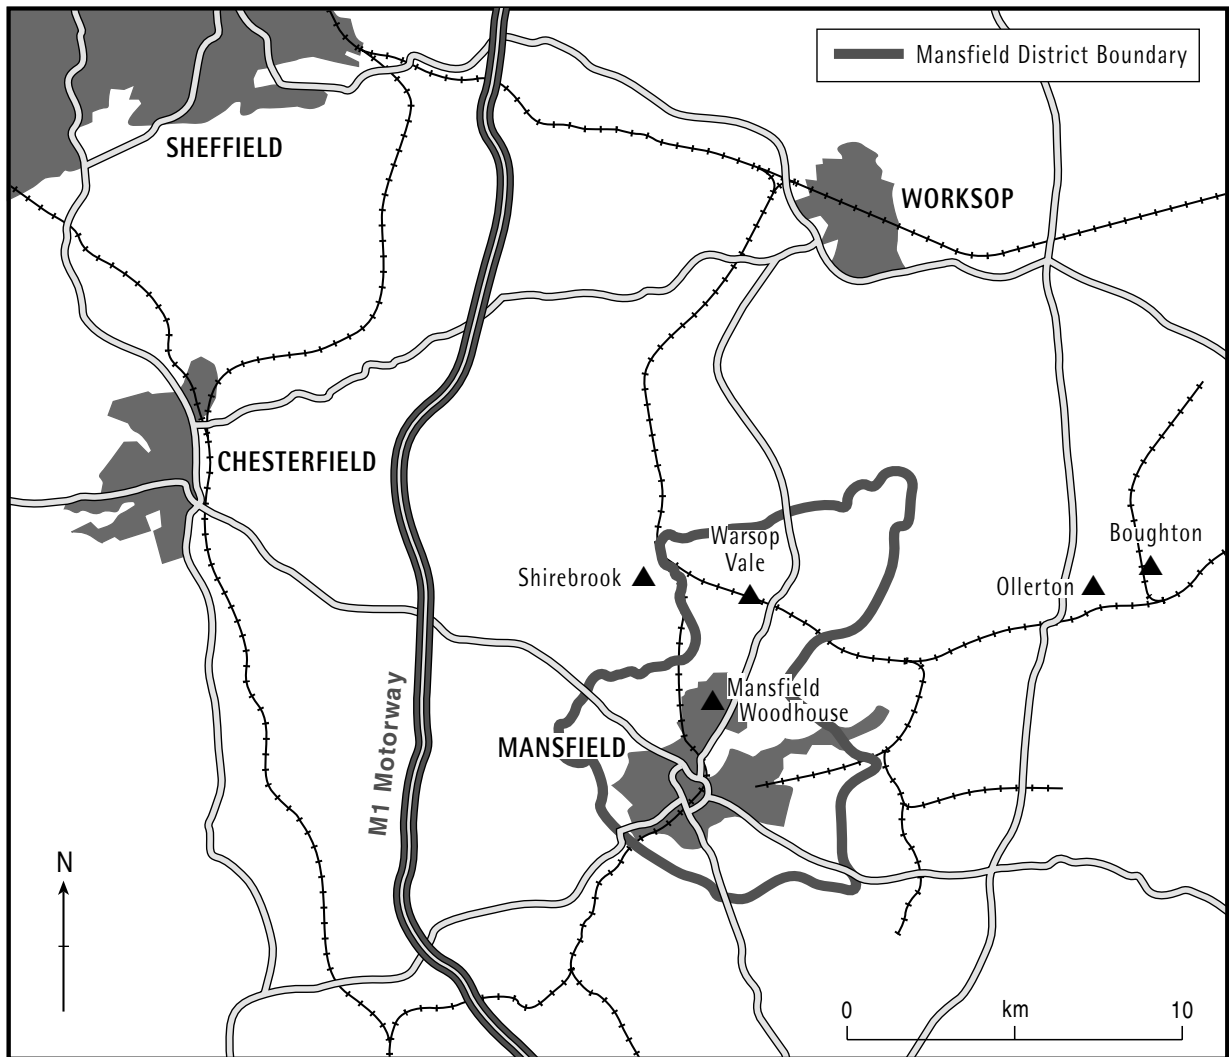 Mansfield District Boundary
SHEFFIELD
WORKSOP
CHESTERFIELD
Warsop
Vale
Boughton
Shirebrook
Ollerton
Mansfield
Woodhouse
MANSFIELD
M1 Motorway
N
0 km 10